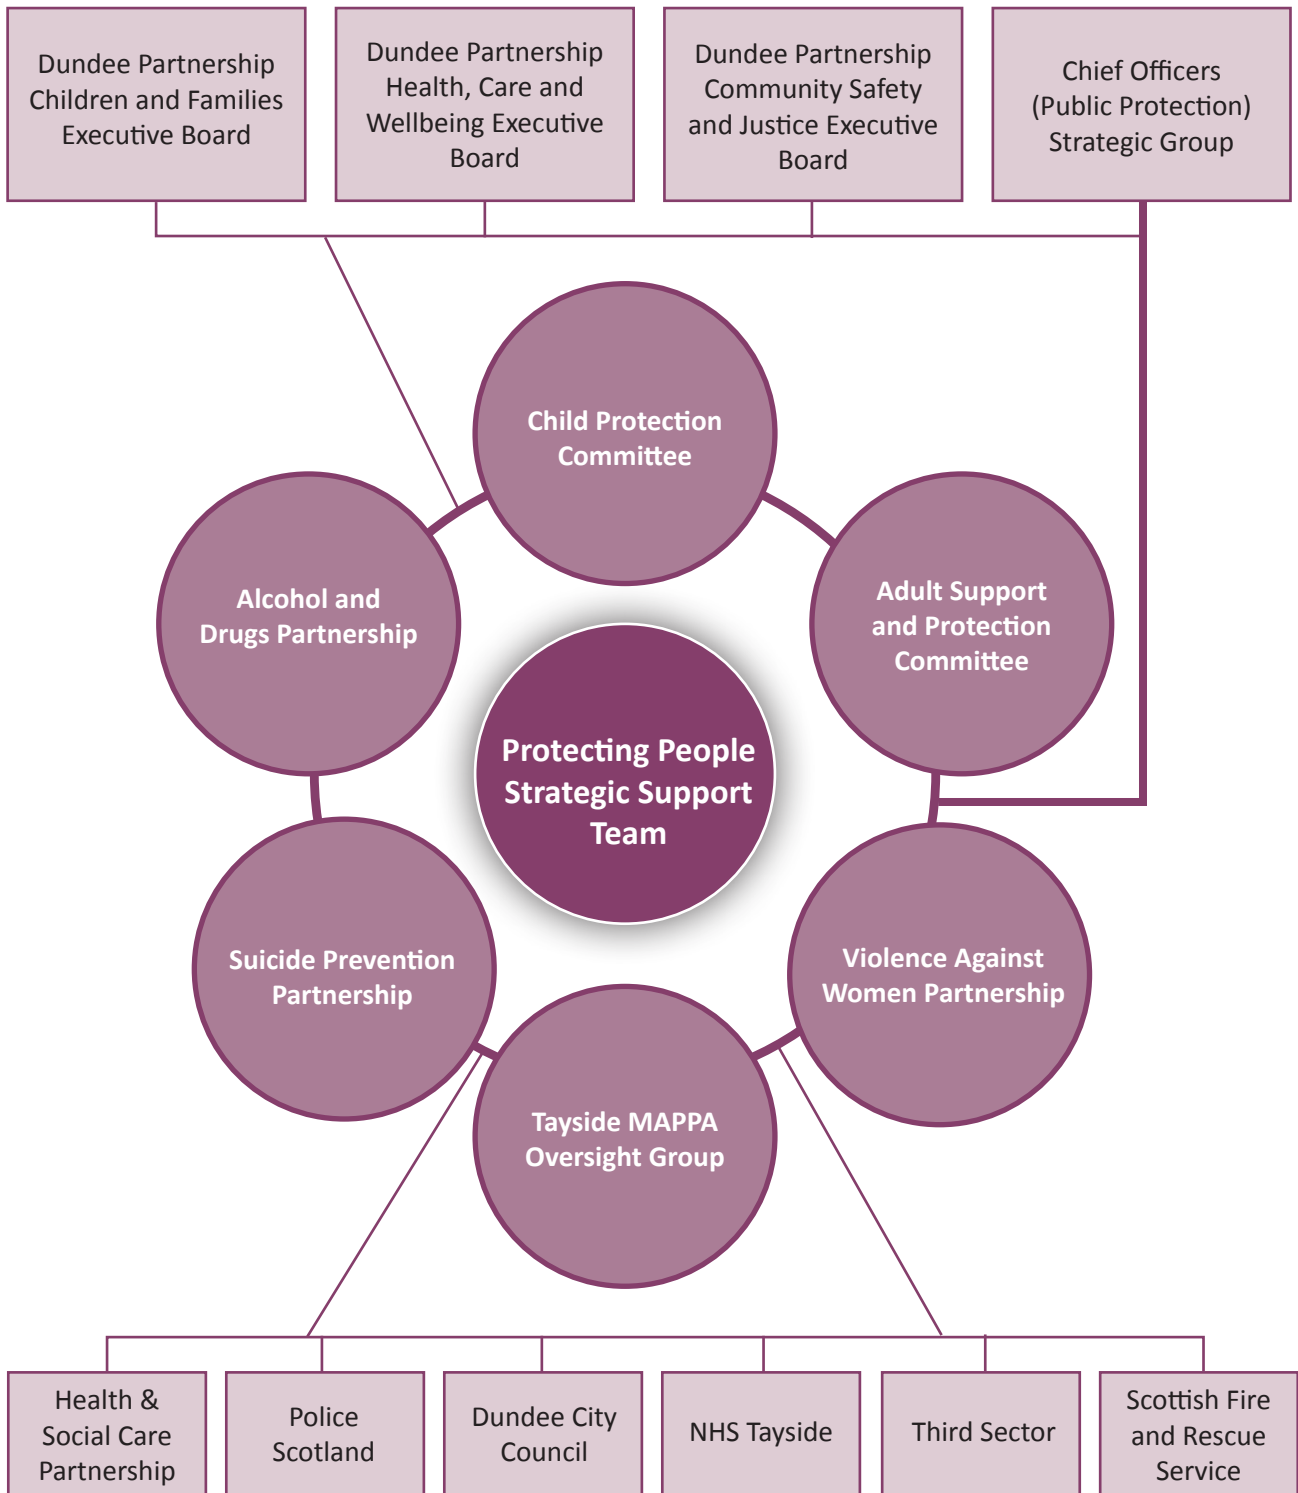 Dundee Partnership
Children and Families
Executive Board
Dundee Partnership
Health, Care and
Wellbeing Executive
Board
Dundee Partnership
Community Safety
and Justice Executive
Board
Chief Officers
(Public Protection)
Strategic Group
Child Protection
Committee
Alcohol and
Drugs Partnership
Adult Support
and Protection
Committee
Protecting People
Strategic Support
Team
Suicide Prevention
Partnership
Violence Against
Women Partnership
Tayside MAPPA
Oversight Group
Health &
Social Care
Partnership
Police
Scotland
Dundee City
Council
NHS Tayside
Third Sector
Scottish Fire
and Rescue
Service